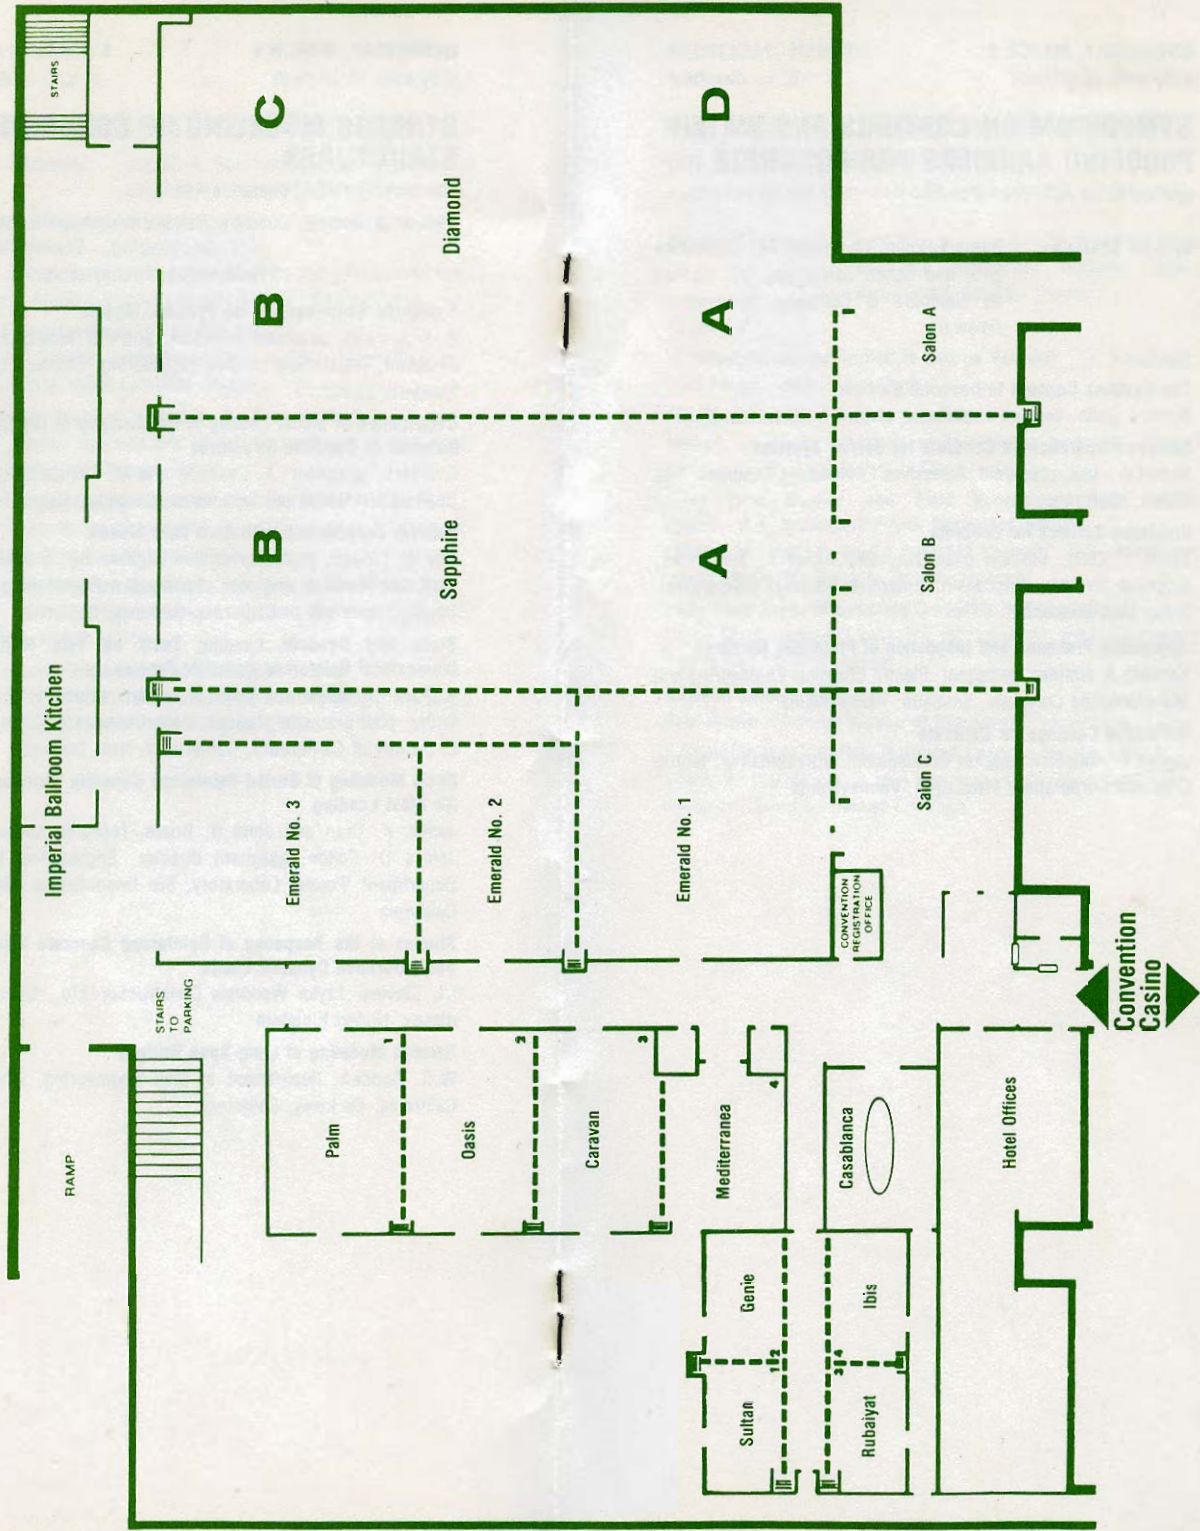 RAMP
Imperial Ballroom Kitchen
STAIRS
STAIRS
TO
PARKING
B
B
C
Palm
Emerald No. 3
1
Sapphire
Diamond
Oasis
Emerald No. 2
2
Caravan
Emerald No. 1
3
A
A
D
Mediterranea
4
Sultan
Genie
1 2
3 4
Casablanca
CONVENTION
REGISTRATION
OFFICE
Rubaiyat
Ibis
Salon C
Salon B
Salon A
Hotel Offices
Convention
Casino